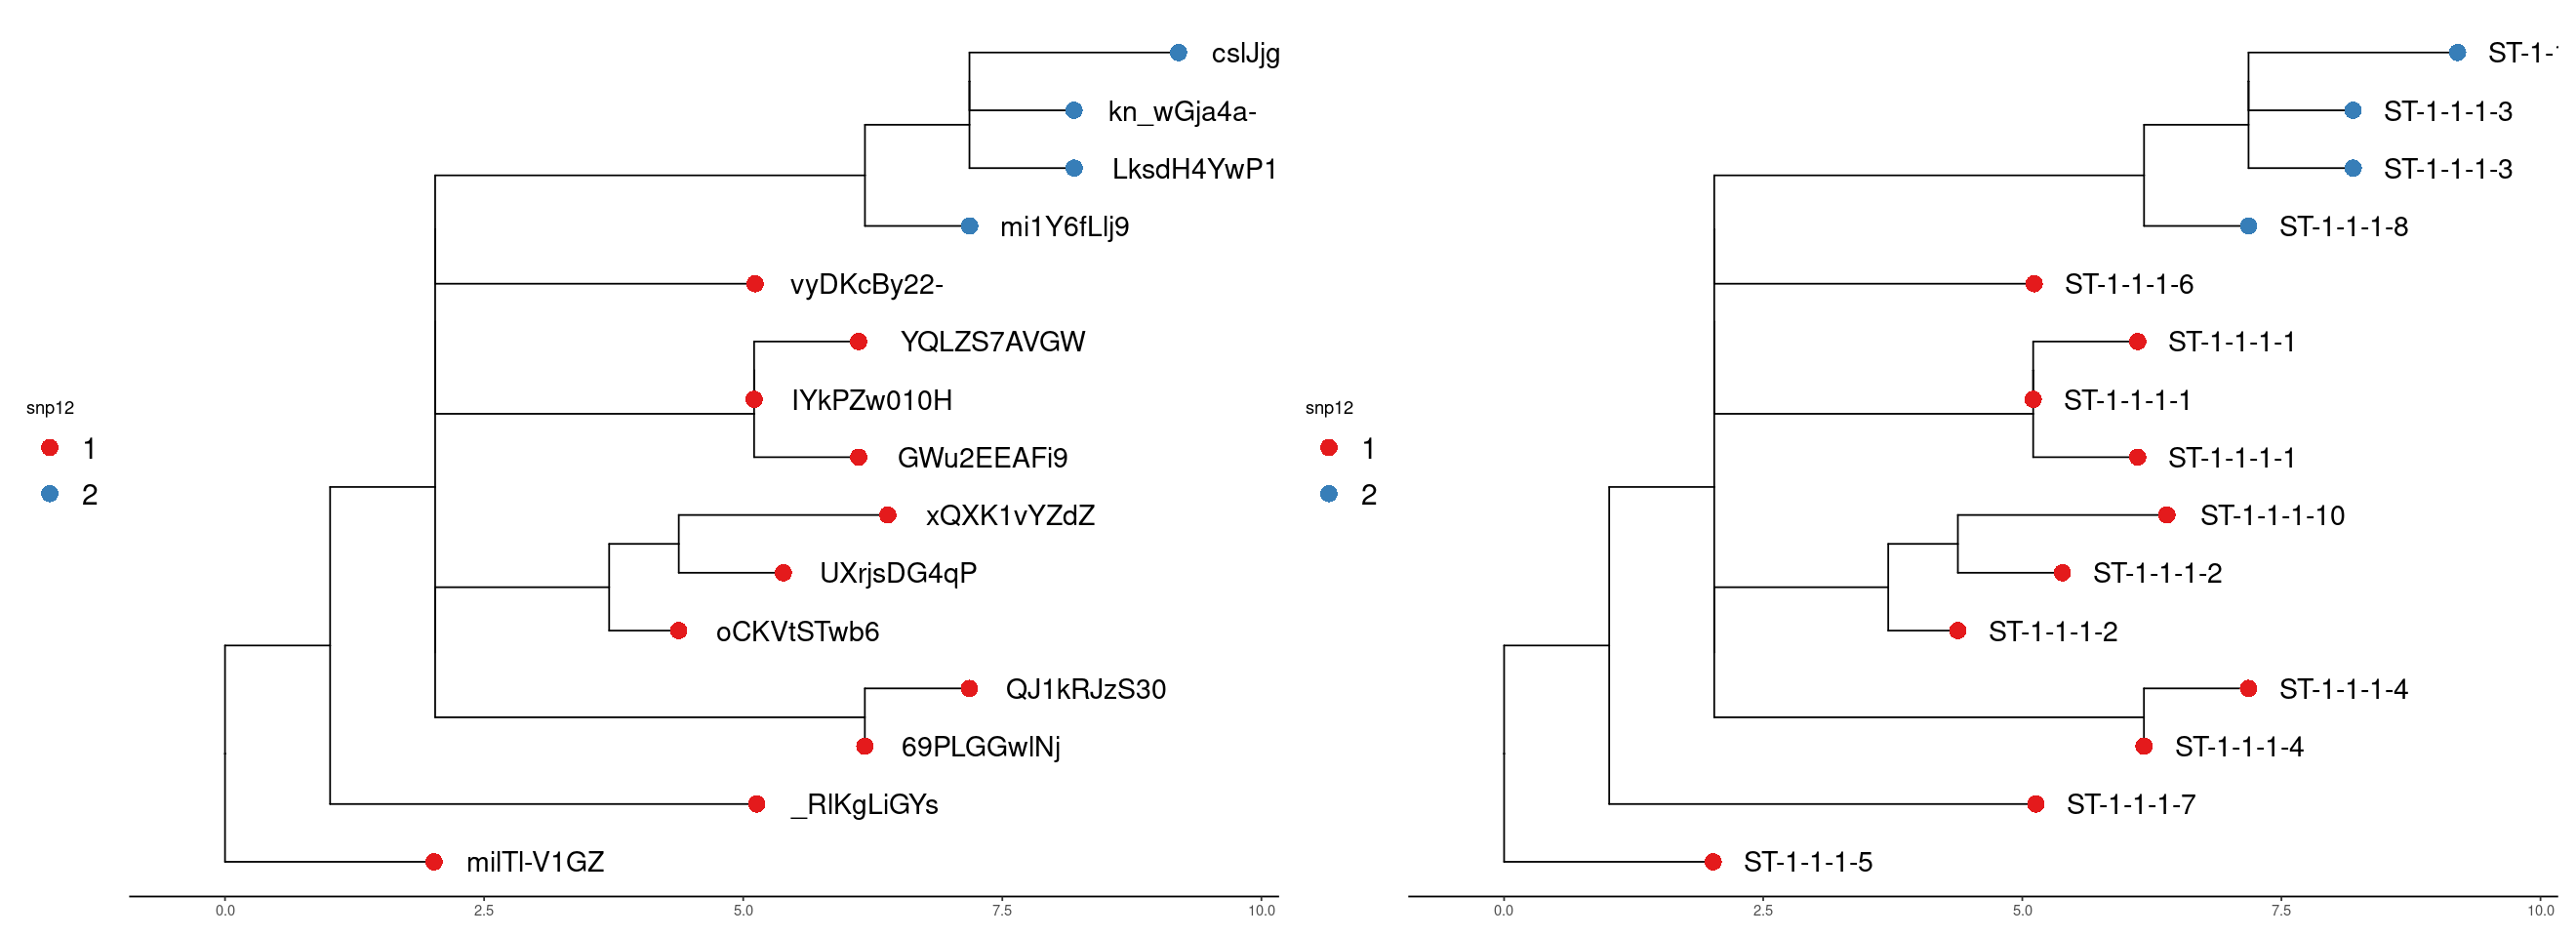 cslJjg
kn_wGja4a-
LksdH4YwP1
mi1Y6fLlj9
vyDKcBy22-
YQLZS7AVGW
IYkPZw010H
GWu2EEAFi9
xQXK1vYZdZ
UXrjsDG4qP
oCKVtSTwb6
QJ1kRJzS30
69PLGGwlNj
_RlKgLiGYs
milTl-V1GZ
snp12
1
2
0.0 2.5 5.0 7.5 10.0
ST-1-
ST-1-1-1-3
ST-1-1-1-3
ST-1-1-1-8
ST-1-1-1-6
ST-1-1-1-1
ST-1-1-1-1
ST-1-1-1-1
ST-1-1-1-10
ST-1-1-1-2
ST-1-1-1-2
ST-1-1-1-4
ST-1-1-1-4
ST-1-1-1-7
ST-1-1-1-5
snp12
1
2
0.0 2.5 5.0 7.5 10.0